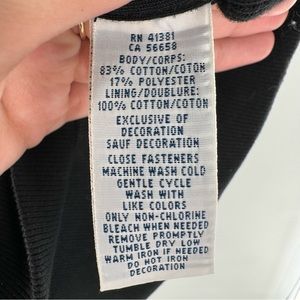 RN 41381
CA 56658
BODY/CORPS:
83% COTTON/COTON
17% POLYESTER
LINING/DOUBLURE:
100% COTTON/COTON
EXCLUSIVE OF
DECORATION
SAUF DECORATION
CLOSE FASTENERS
MACHINE WASH COLD
GENTLE CYCLE
WASH WITH
LIKE COLORS
ONLY NON-CHLORINE
BLEACH WHEN NEEDED
REMOVE PROMPTLY
TUMBLE DRY LOW
WARM IRON IF NEEDED
DO NOT IRON
DECORATION